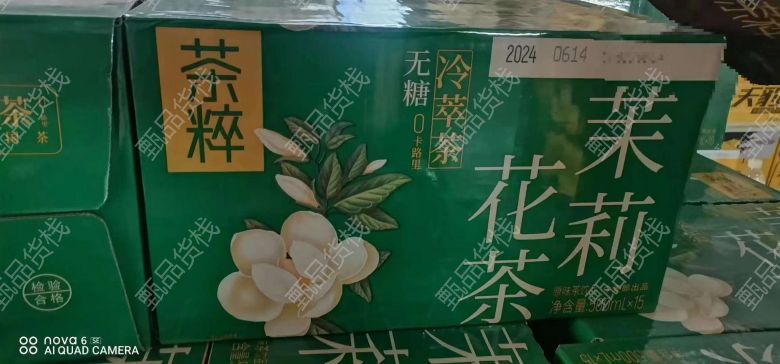 茶粹
无糖
0卡路里
冷萃茶
2024 0614
茉莉
花茶
净含量:500mL×15
检验
合格
甄品货栈
nova 6 SE
AI QUAD CAMERA